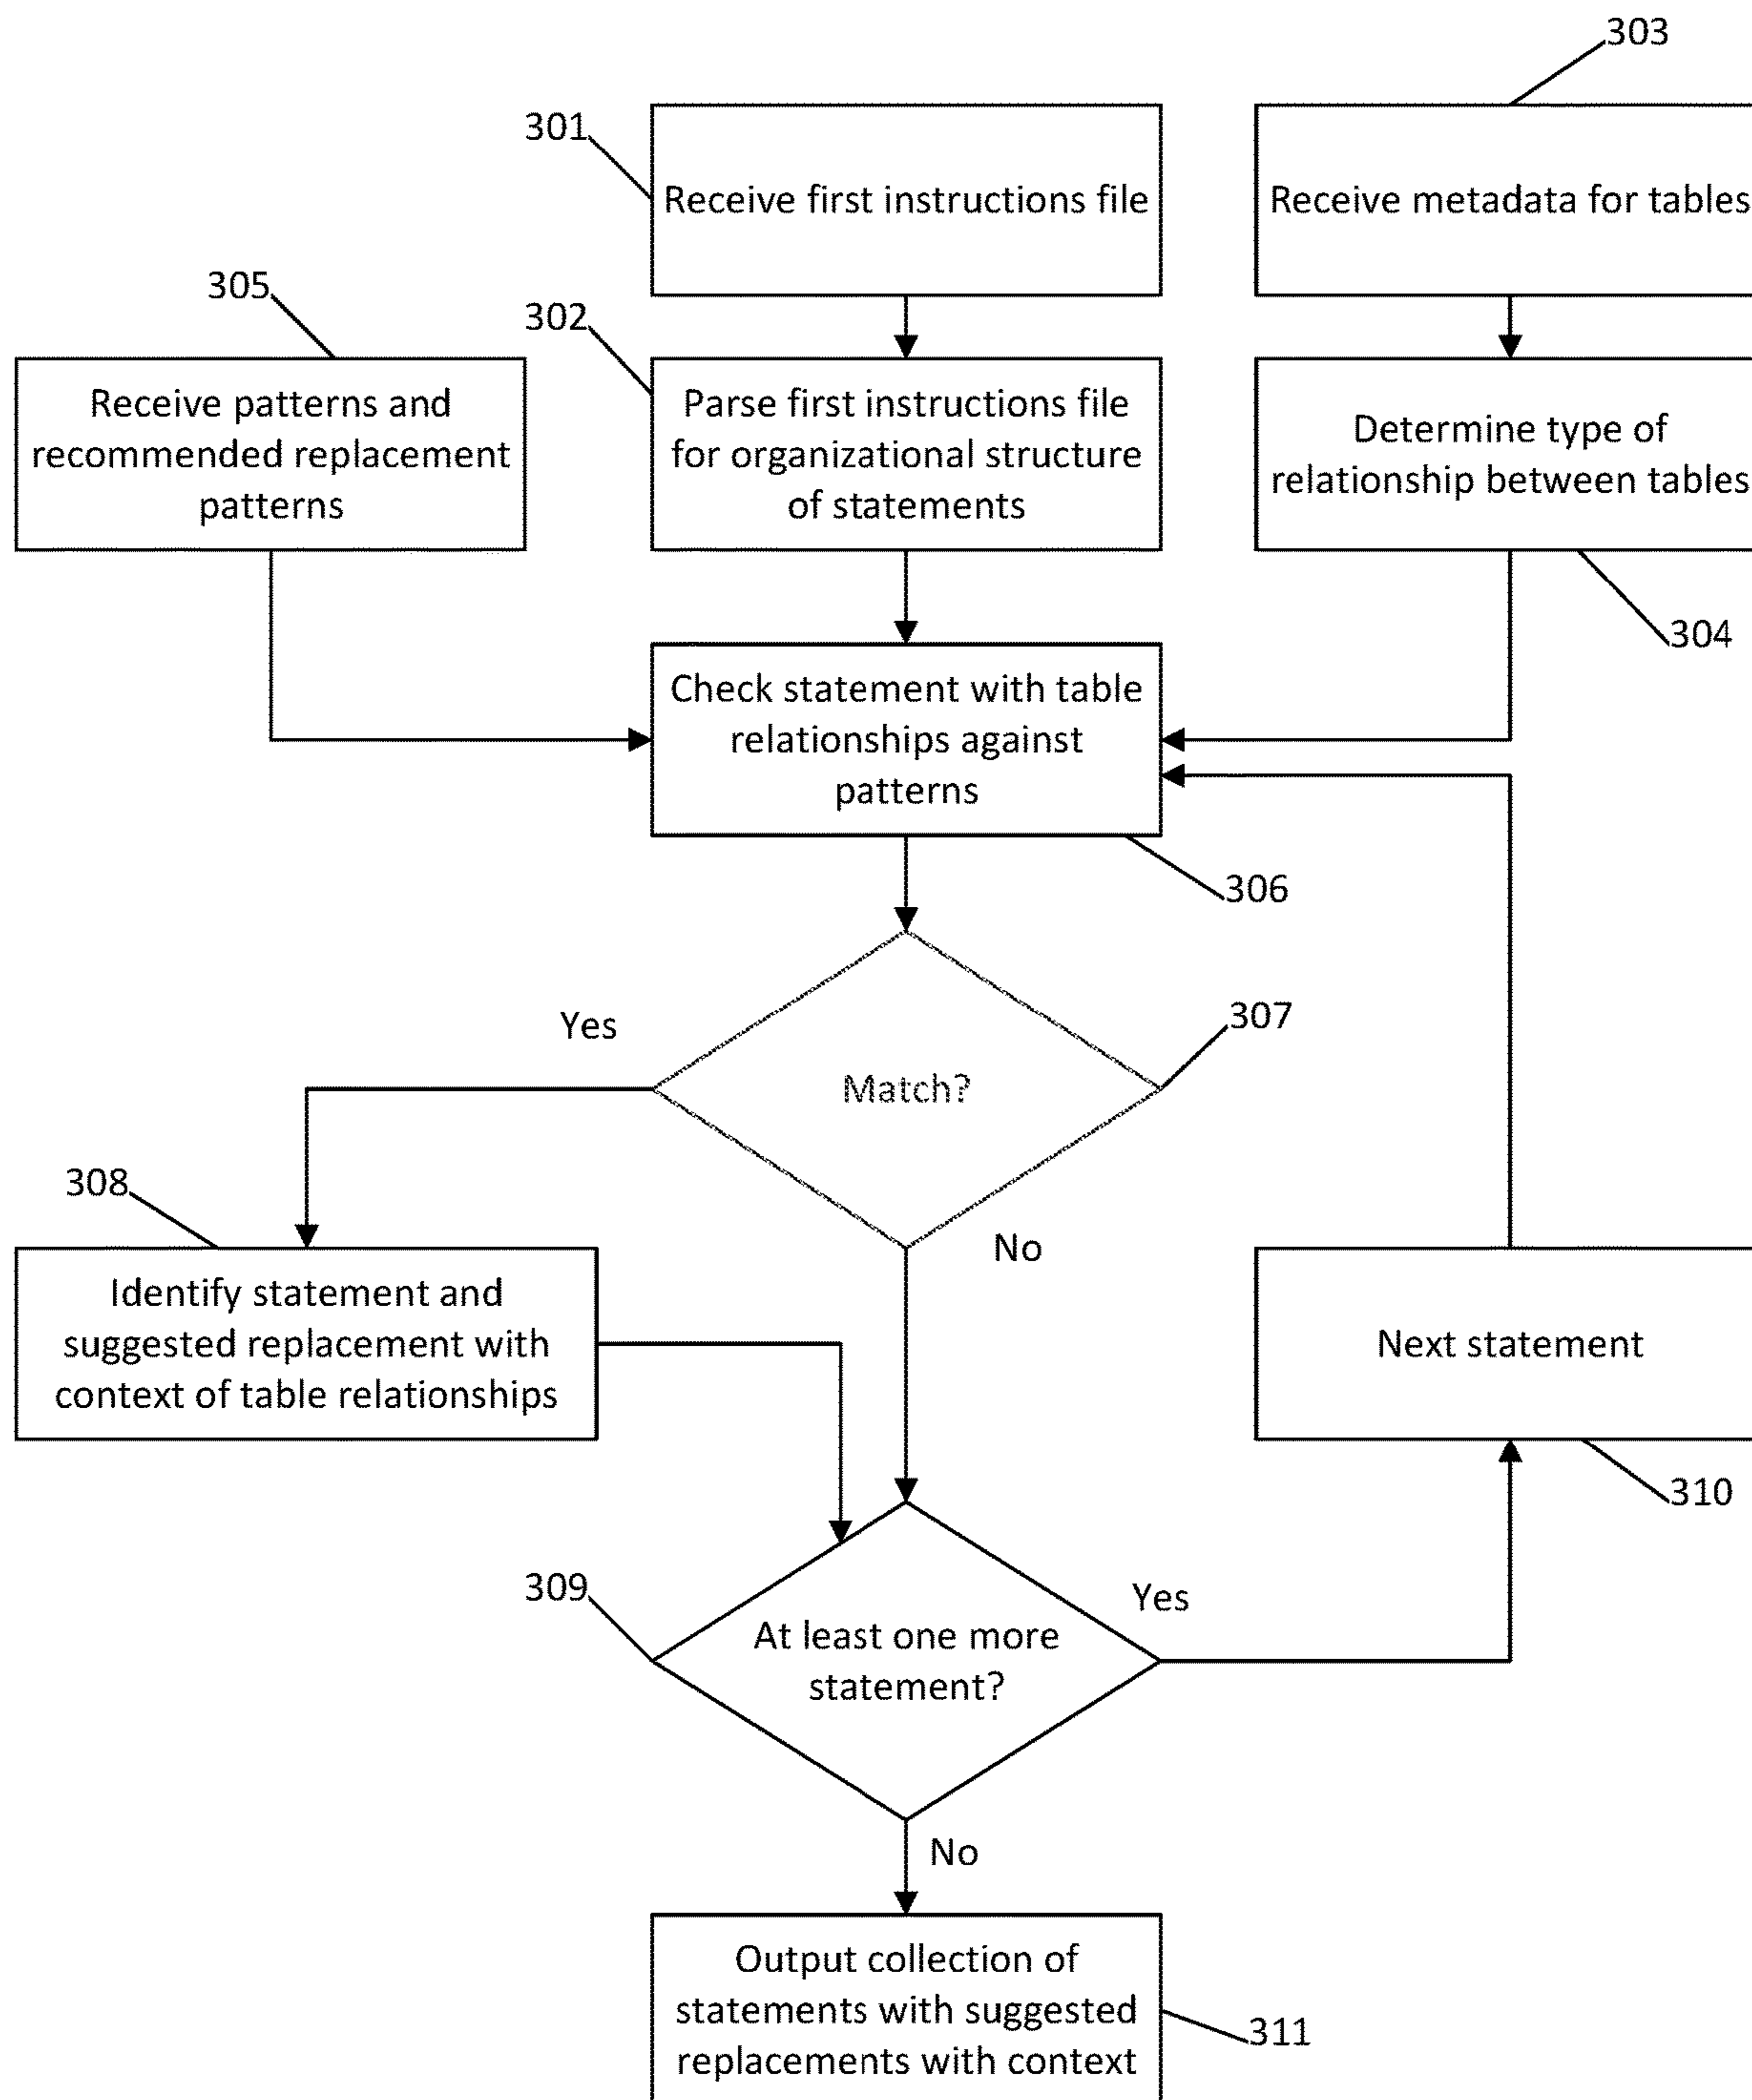 303
301
Receive first instructions file
Receive metadata for tables
305
302
Receive patterns and
recommended replacement
patterns
Parse first instructions file
for organizational structure
of statements
Determine type of
relationship between tables
304
Check statement with table
relationships against
patterns
306
Yes
307
Match?
308
No
Identify statement and
suggested replacement with
context of table relationships
Next statement
310
309
Yes
At least one more
statement?
No
Output collection of
statements with suggested
replacements with context
311